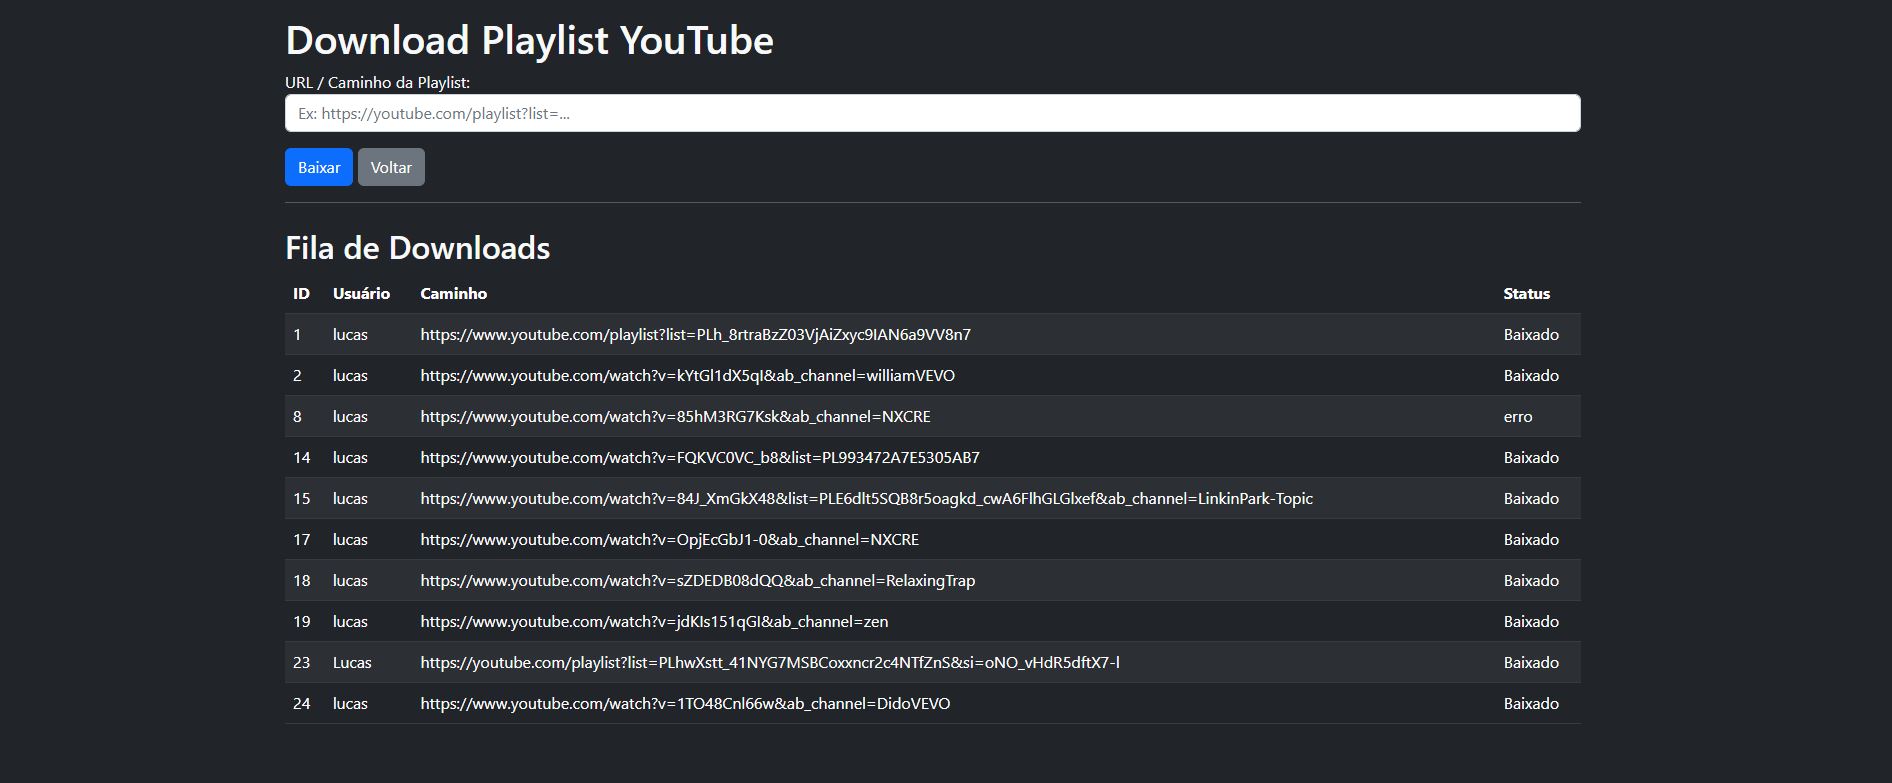 Download Playlist YouTube
URL / Caminho da Playlist:
Ex: https://youtube.com/playlist?list=...
Baixar Voltar
Fila de Downloads
ID Usuário Caminho Status
1 lucas https://www.youtube.com/playlist?list=PLh_8rtraBzZ03VjAiZxyc9IAN6a9VV8n7 Baixado
2 lucas https://www.youtube.com/watch?v=kYtGl1dX5qI&ab_channel=williamVEVO Baixado
8 lucas https://www.youtube.com/watch?v=85hM3RG7Ksk&ab_channel=NXCRE erro
14 lucas https://www.youtube.com/watch?v=FQKVC0VC_b8&list=PL993472A7E5305AB7 Baixado
15 lucas https://www.youtube.com/watch?v=84J_XmGkX48&list=PLE6dlt5SQB8r5oagkd_cwA6FlhGLGlxef&ab_channel=LinkinPark-Topic Baixado
17 lucas https://www.youtube.com/watch?v=OpjEcGbJ1-0&ab_channel=NXCRE Baixado
18 lucas https://www.youtube.com/watch?v=sZDEDB08dQQ&ab_channel=RelaxingTrap Baixado
19 lucas https://www.youtube.com/watch?v=jdKIs151qGI&ab_channel=zen Baixado
23 Lucas https://youtube.com/playlist?list=PLhwXstt_41NYG7MSBCoxxncr2c4NTfZnS&si=oNO_vHdR5dftX7-l Baixado
24 lucas https://www.youtube.com/watch?v=1TO48Cnl66w&ab_channel=DidoVEVO Baixado